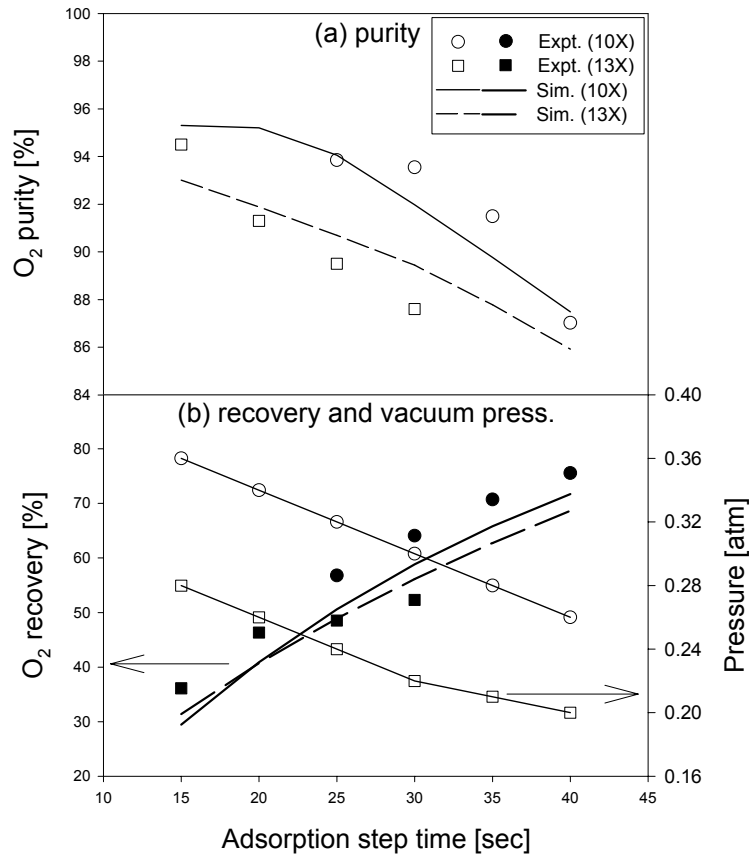 (a) purity
Expt. (10X)
Expt. (13X)
Sim. (10X)
Sim. (13X)
O₂ purity [%]
100
98
96
94
92
90
88
86
84
(b) recovery and vacuum press.
O₂ recovery [%]
80
70
60
50
40
30
20
0.40
0.36
0.32
0.28
0.24
0.20
0.16
Pressure [atm]
10 15 20 25 30 35 40 45
Adsorption step time [sec]